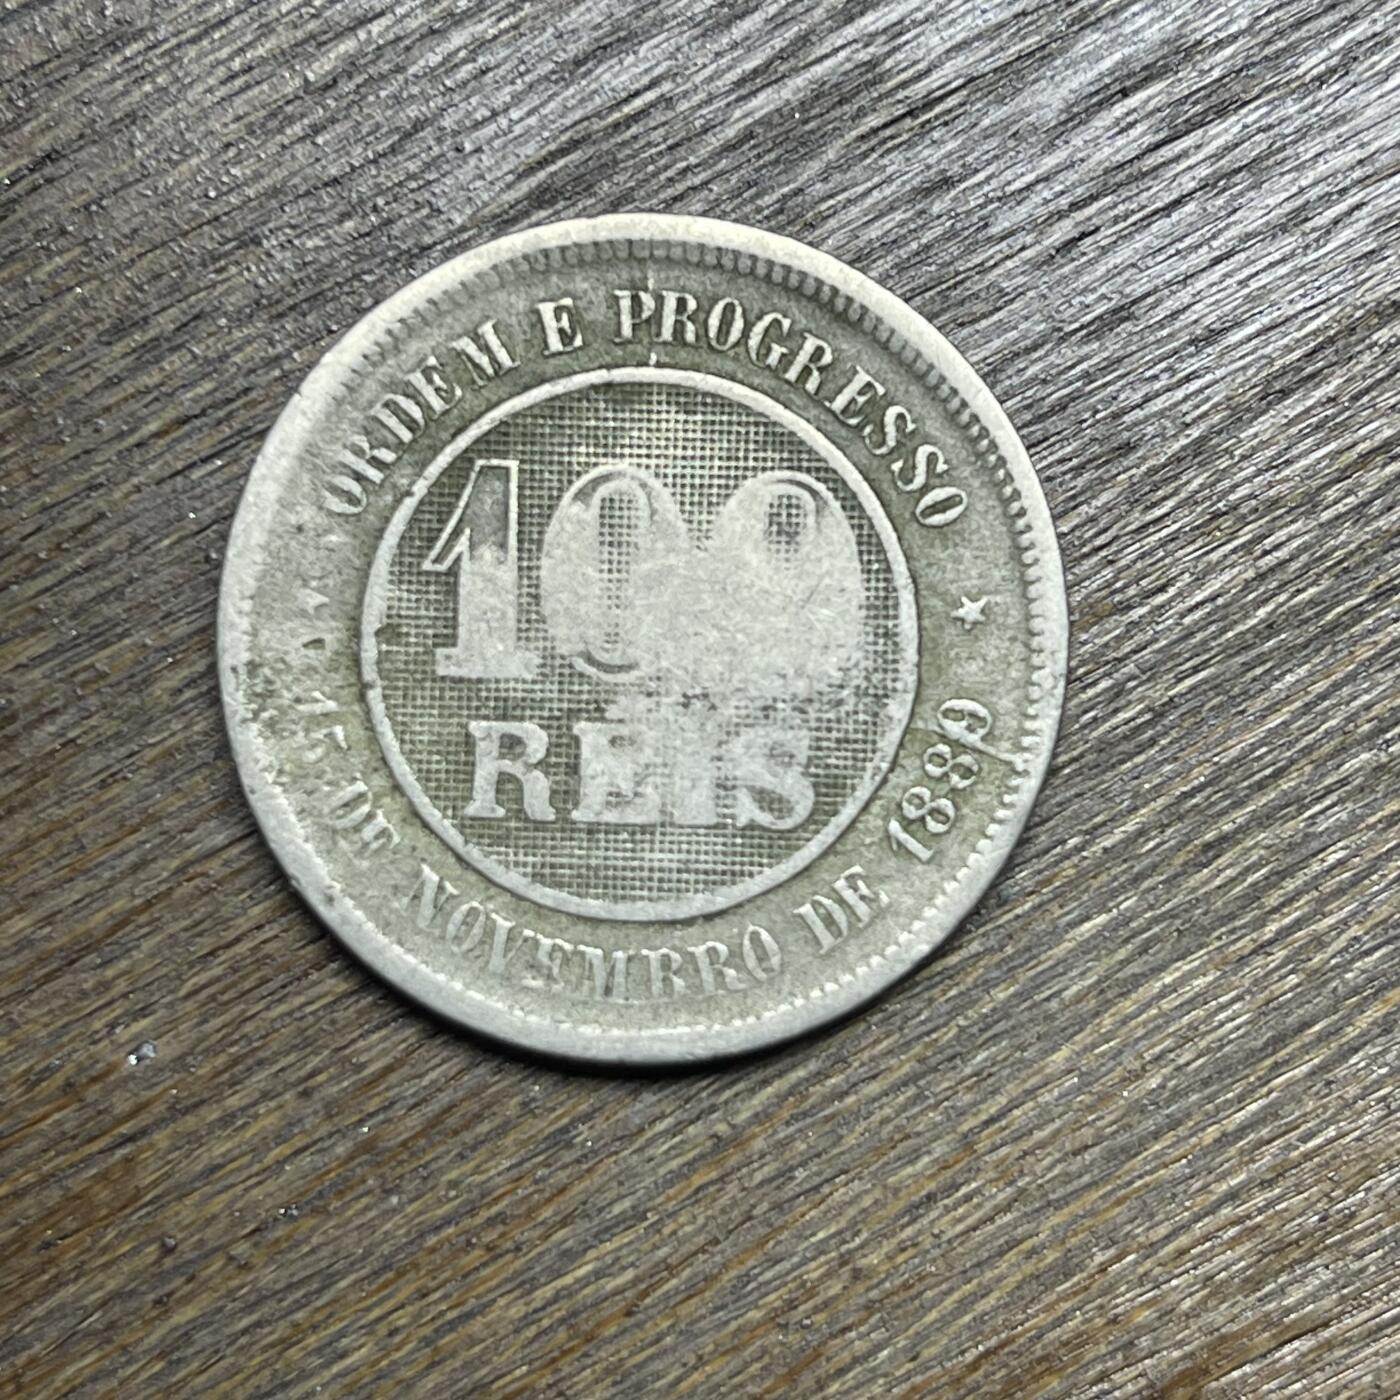 ORDEM E PROGRESSO
100
REIS
15 DE NOVEMBRO DE 1889